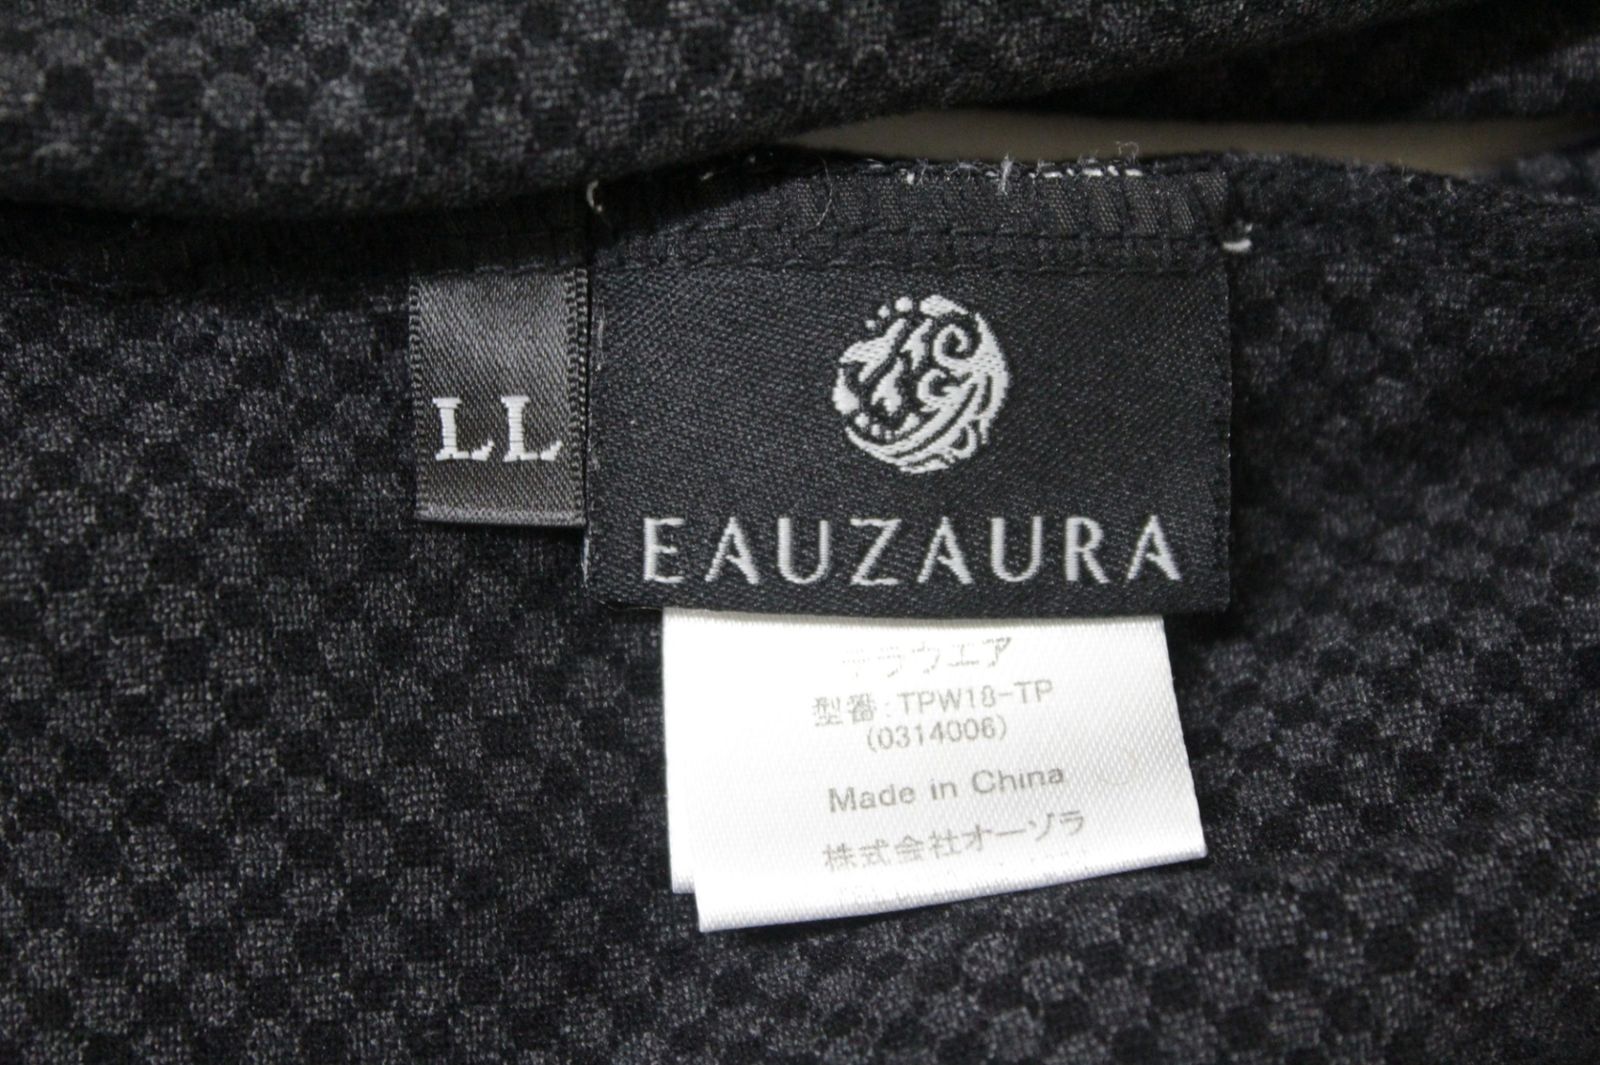 LL
EAUZAURA
テラウエア
型番:TPW18-TP
(0314006)
Made in China
株式会社オーゾラ